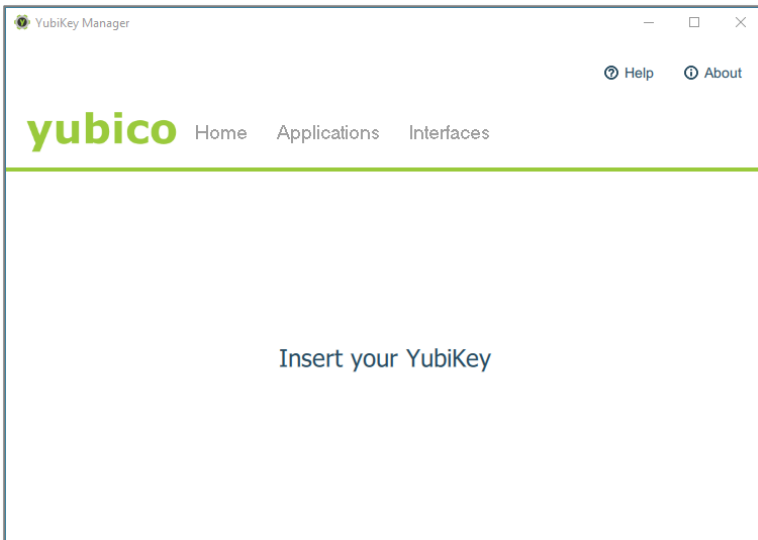 YubiKey Manager
Help About
yubico Home Applications Interfaces
Insert your YubiKey